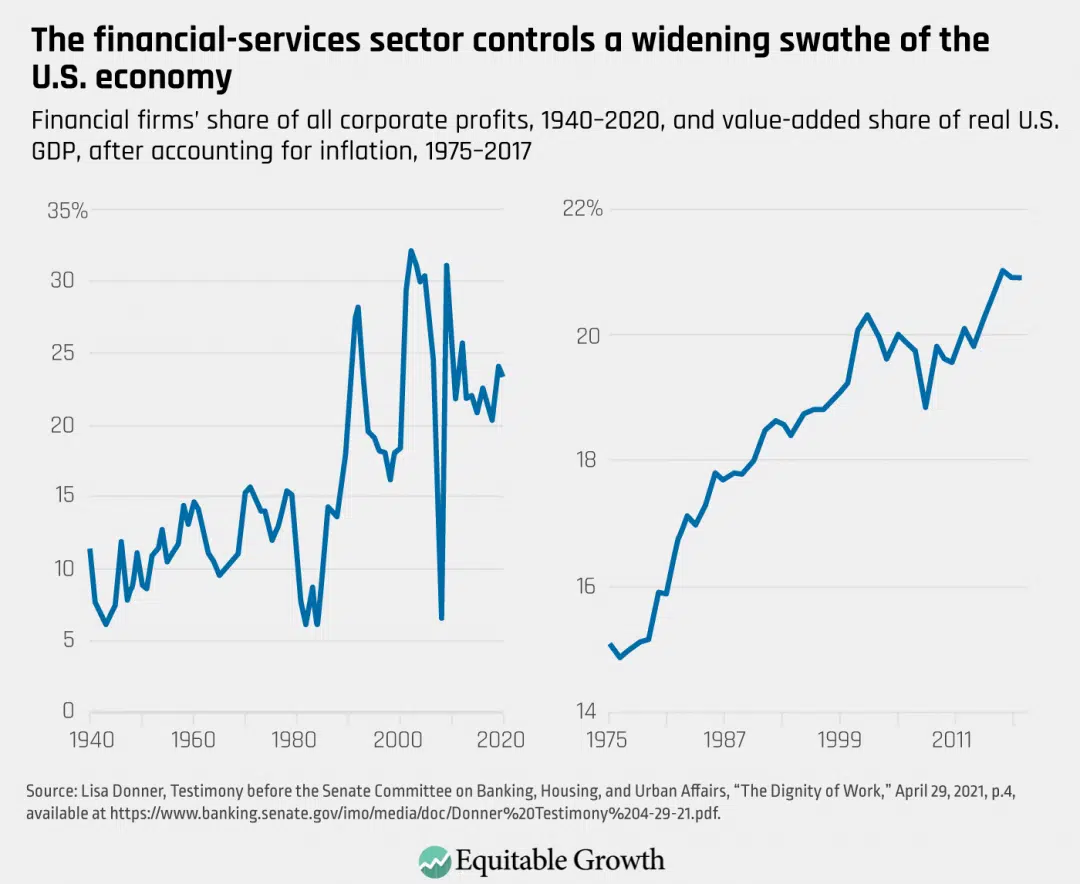 The financial-services sector controls a widening swathe of the
U.S. economy
Financial firms' share of all corporate profits, 1940–2020, and value-added share of real U.S.
GDP, after accounting for inflation, 1975–2017
35%
30
25
20
15
10
5
0
1940 1960 1980 2000 2020
22%
20
18
16
14
1975 1987 1999 2011
Source: Lisa Donner, Testimony before the Senate Committee on Banking, Housing, and Urban Affairs, “The Dignity of Work,” April 29, 2021, p.4,
available at https://www.banking.senate.gov/imo/media/doc/Donner%20Testimony%204-29-21.pdf.
Equitable Growth